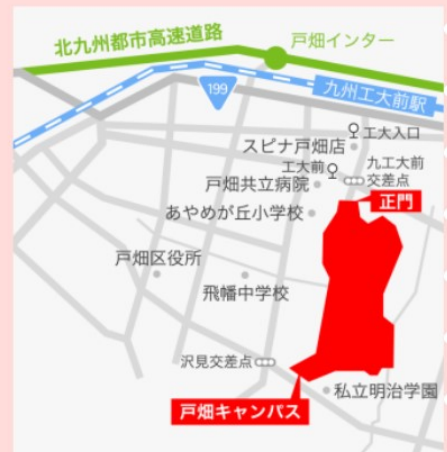 北九州都市高速道路
戸畑インター
199
九州工大前駅
工大入口
スピナ戸畑店
工大前
九工大前
交差点
戸畑共立病院
正門
あやめが丘小学校
戸畑区役所
飛幡中学校
沢見交差点
私立明治学園
戸畑キャンパス